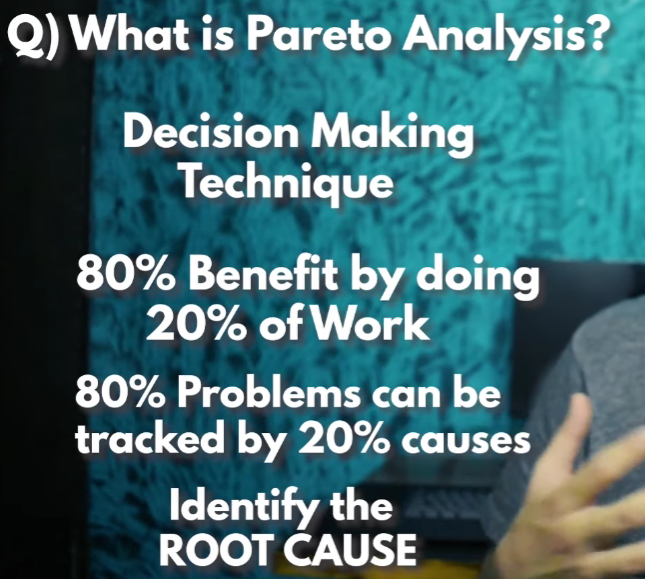 Q) What is Pareto Analysis?
Decision Making
Technique
80% Benefit by doing
20% of Work
80% Problems can be
tracked by 20% causes
Identify the
ROOT CAUSE